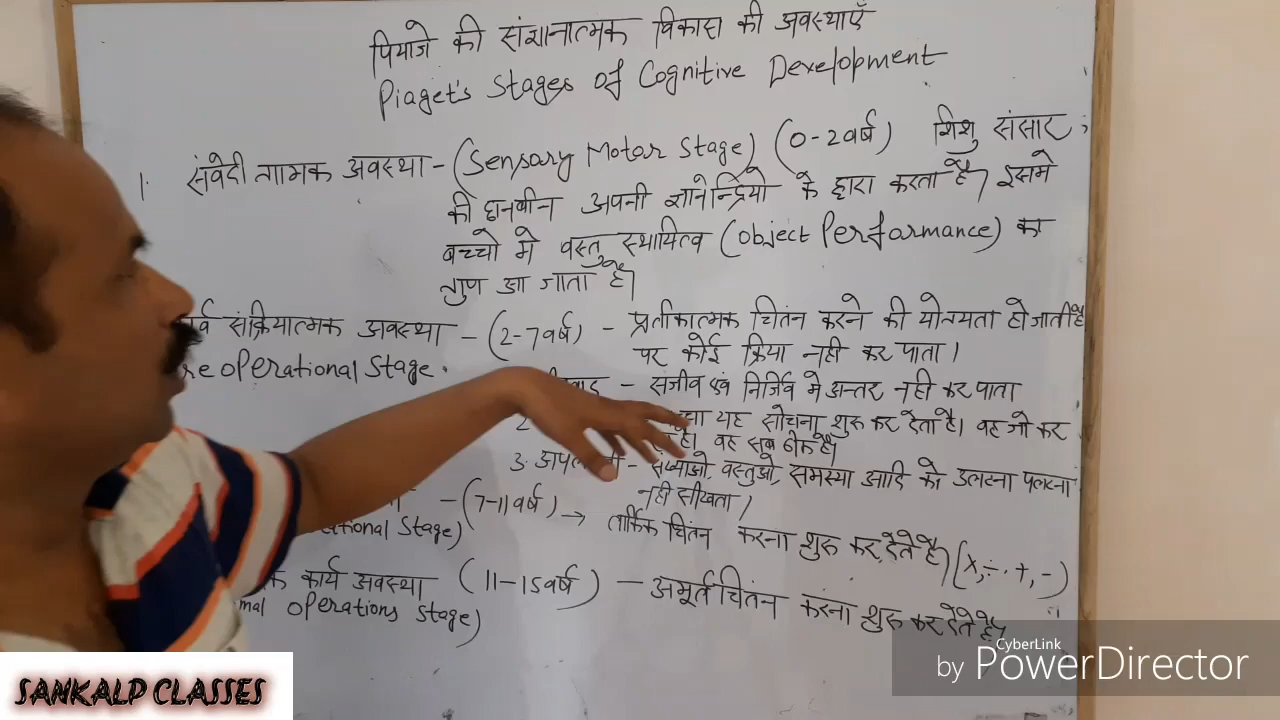 पियाजे की संज्ञानात्मक विकास की अवस्थाएँ
Piaget's Stages of Cognitive Development
1. संवेदी गामक अवस्था - (Sensary Motor Stage) (0-2वर्ष) शिशु संसार
की छानबीन अपनी ज्ञानेन्द्रियो के द्वारा करता है। इसमे
बच्चो मे वस्तु स्थायित्व (object Performance) का
गुण आ जाता है।
संक्रियात्मक अवस्था - (2-7वर्ष) - प्रतीकात्मक चिंतन करने की योग्यता हो जाती है
re operational Stage.
पर कोई क्रिया नही कर पाता।
- सजीव एवं निर्जिव मे अन्तर नही कर पाता
2
यह सोचना शुरू कर देता है। वह जो कर
है। वह सब ठीक है।
3. - संख्याओ, वस्तुओ, समस्या आदि को उलटना पलटना
नही सीखता।
- (7-11वर्ष) → तार्किक चिंतन करना शुरू कर देते है। (×, ÷, +, -)
ational Stage)
क कार्य अवस्था (11-15वर्ष) - अमूर्त चिंतन करना शुरू कर देते है।
mal operations stage)
SANKALP CLASSES
CyberLink
by PowerDirector